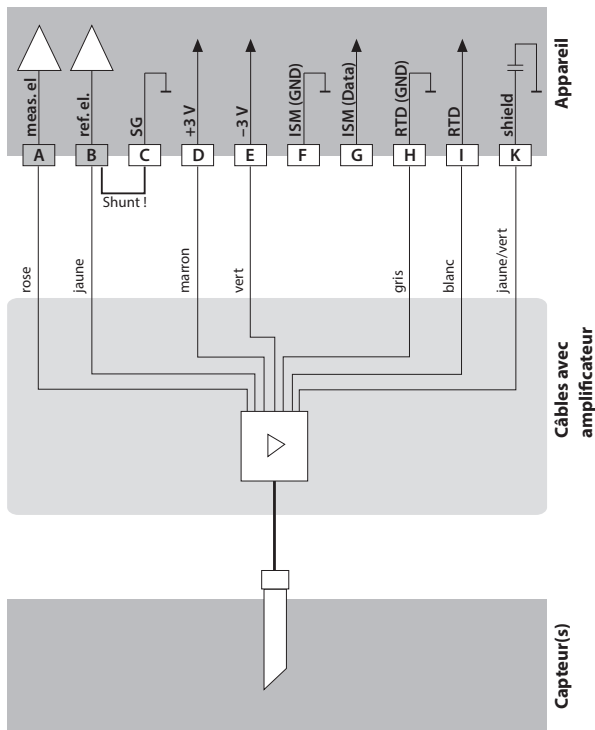 meas. el
ref. el.
SG
+3 V
–3 V
ISM (GND)
ISM (Data)
RTD (GND)
RTD
shield
Appareil
A
B
C
D
E
F
G
H
I
K
Shunt !
rose
jaune
marron
vert
gris
blanc
jaune/vert
Câbles avec
amplificateur
Capteur(s)